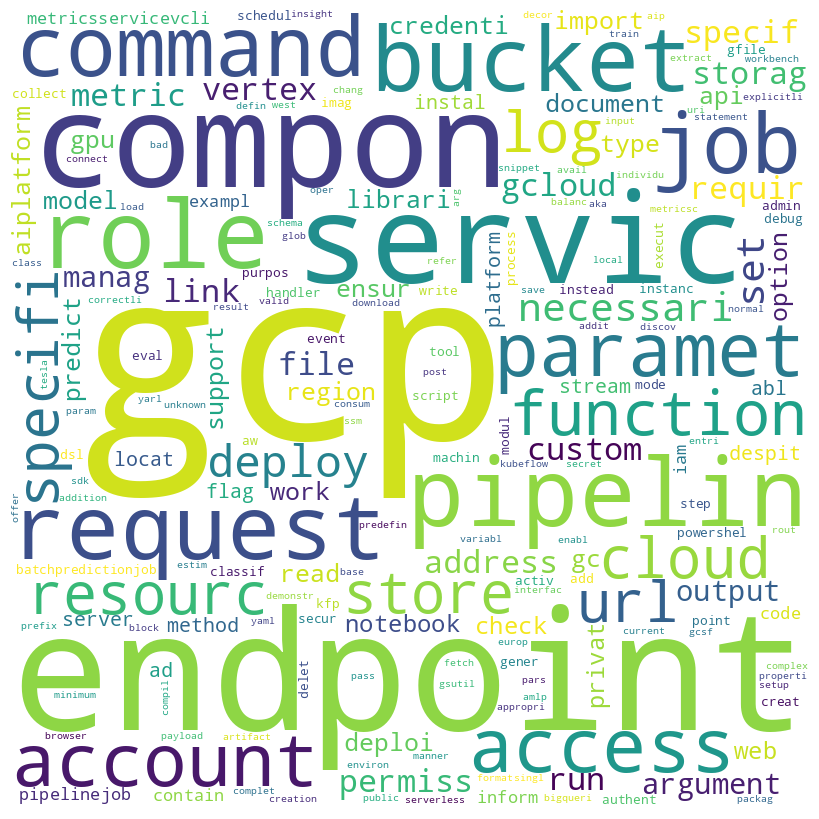 metricsservicevcli schedul insight decor aip import specif
command bucket credenti train gfile extract workbench
collect metric vertex defin west chang imag instal document storag api uri explicitli statement
aiplatform gpu connect bad compon log type input job
model load exampl oper librari arg snippet avail balanc gcloud individu aka requir metricsc admin debug
class role schema glob servic refer process local execut set option
specifi manag correctli link purpos result valid handler ensur download write platform instead save addit discov necessari instanc normal
predict tesla param gcp eval yarl unknown support file event region post consum tool script paramet stream mode abl
dsl sdk addition locat deploy flag aw work ssm machin modul kubeflow function secret custom entri iam despit
offer request pipelin predefin variabl enabl step powershel rout
batchpredictionjob estim classif read base address gc cloud
prefix resourc demonstr kfp store activ interfac add url output
server block method yaml secur notebook check gener europ privat point current gcsf code
minimum ad compil delet endpoint pass fetch gsutil pars amlp appropri complex properti setup creat
browser payload artifact deploi environ manner access web
account permiss formatsingl run argument
pipelinejob contain complet creation public serverless inform bigqueri authent packag